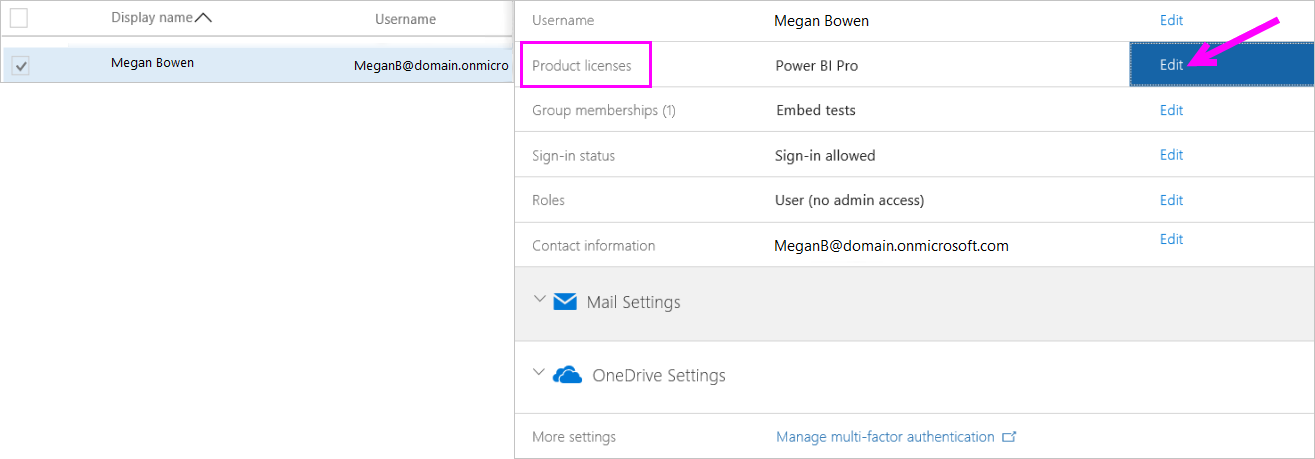 Display name
Username
Megan Bowen
MeganB@domain.onmicro
Username
Megan Bowen
Edit
Product licenses
Power BI Pro
Edit
Group memberships (1)
Embed tests
Edit
Sign-in status
Sign-in allowed
Edit
Roles
User (no admin access)
Edit
Contact information
MeganB@domain.onmicrosoft.com
Edit
Mail Settings
OneDrive Settings
More settings
Manage multi-factor authentication